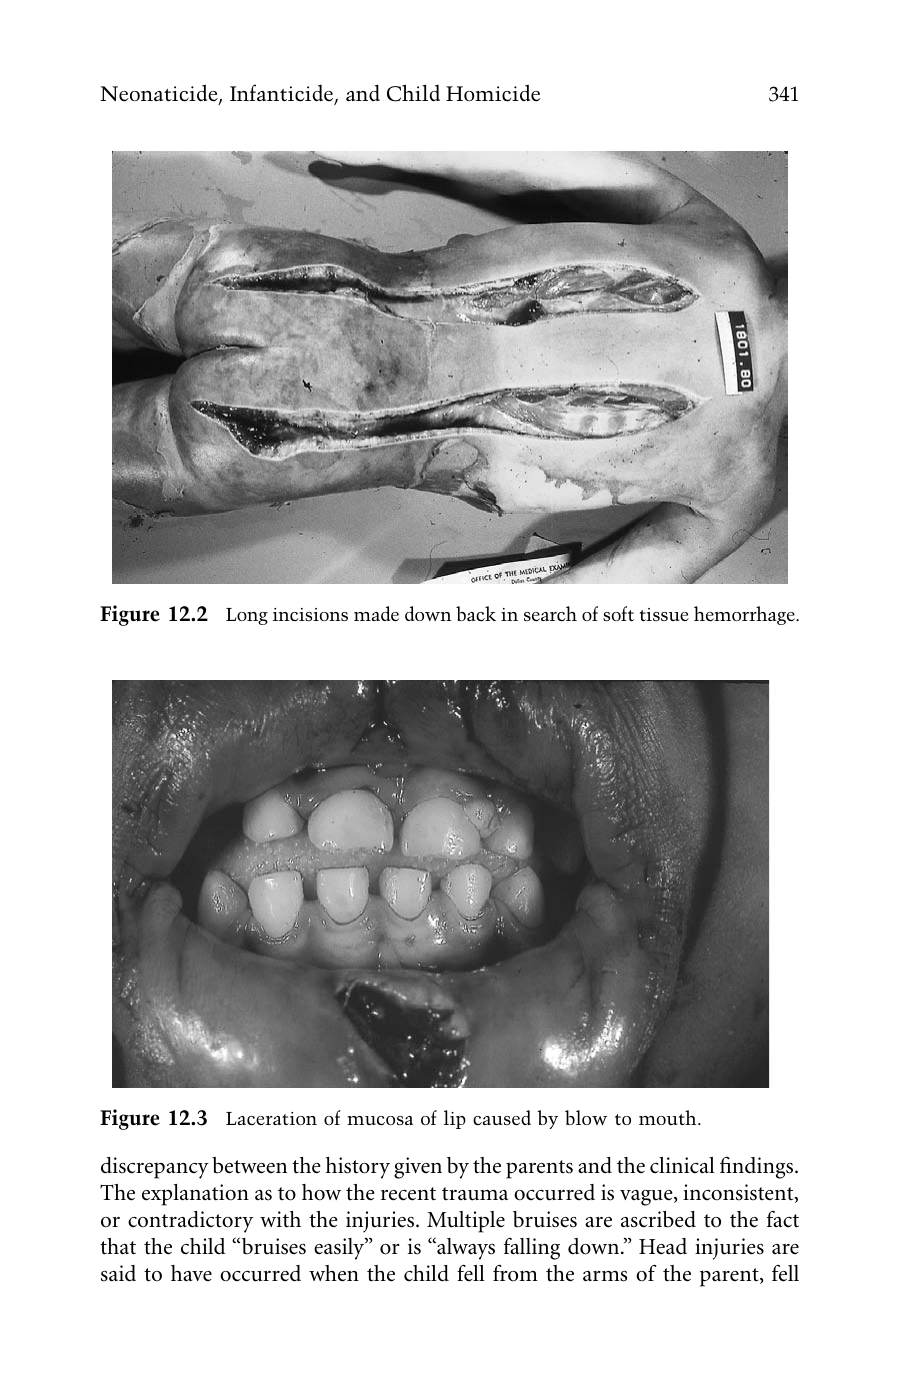 Neonaticide, Infanticide, and Child Homicide 341
1801.80
OFFICE OF THE MEDICAL
Dallas County
Figure 12.2 Long incisions made down back in search of soft tissue hemorrhage.
Figure 12.3 Laceration of mucosa of lip caused by blow to mouth.
discrepancy between the history given by the parents and the clinical findings.
The explanation as to how the recent trauma occurred is vague, inconsistent,
or contradictory with the injuries. Multiple bruises are ascribed to the fact
that the child “bruises easily” or is “always falling down.” Head injuries are
said to have occurred when the child fell from the arms of the parent, fell